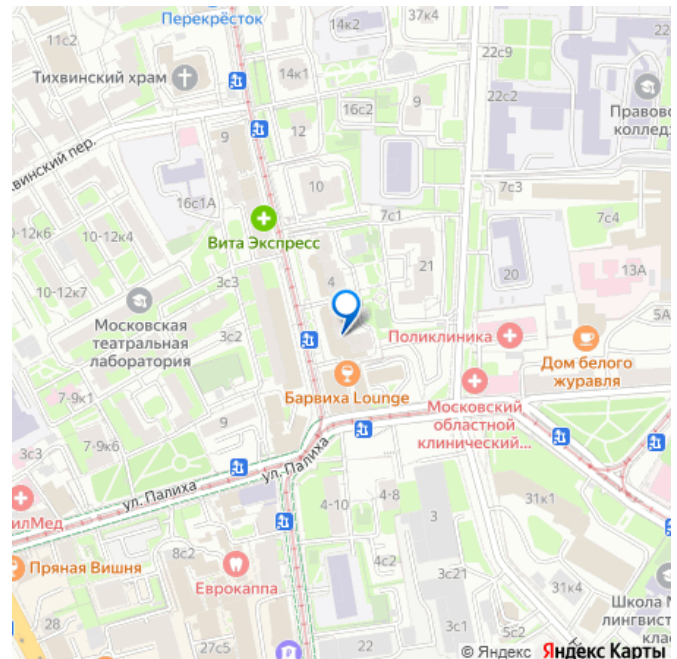 Перекрёсток
37к4
14к2
11с2
22
22с9
Тихвинский храм
14к1
22с2
Правово
колледж
16с2
9
12
9
винский пер.
10
7с3
16с1А
7с1
7с4
Вита Экспресс
10-12к6
10-12к4
21
13А
3с3
4
20
10-12к7
5А
Московская
театральная
лаборатория
3с2
Поликлиника
Дом белого
журавля
Барвиха Lounge
7-9к1
Московский
областной
клинический...
9
7-9к6
3с3
ул. Палиха
ул. Палиха
31к1
4-10
4-8
илМед
3
8с2
Пряная Вишня
4с2
Еврокаппа
3с21
31к4
Школа №
лингвист
клас
28
3с1
5с2
27с5
22
© Яндекс Яндекс Карты